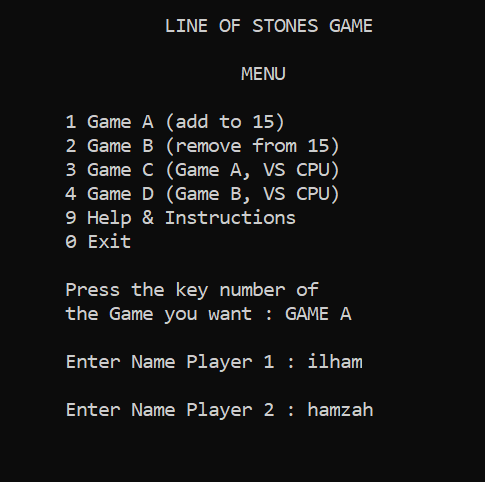 LINE OF STONES GAME
MENU
1 Game A (add to 15)
2 Game B (remove from 15)
3 Game C (Game A, VS CPU)
4 Game D (Game B, VS CPU)
9 Help & Instructions
0 Exit
Press the key number of
the Game you want : GAME A
Enter Name Player 1 : ilham
Enter Name Player 2 : hamzah